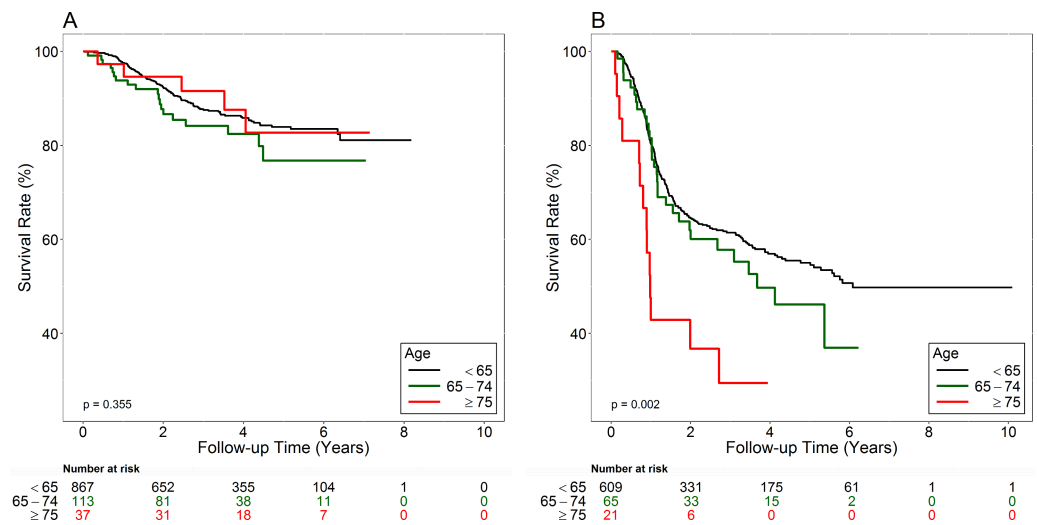 A
Survival Rate (%)
100
80
60
40
Age
< 65
65 – 74
≥ 75
p = 0.355
0 2 4 6 8 10
Follow-up Time (Years)
Number at risk
< 65 867 652 355 104 1 0
65 – 74 113 81 38 11 0 0
≥ 75 37 31 18 7 0 0
B
Survival Rate (%)
100
80
60
40
Age
< 65
65 – 74
≥ 75
p = 0.002
0 2 4 6 8 10
Follow-up Time (Years)
Number at risk
< 65 609 331 175 61 1 1
65 – 74 65 33 15 2 0 0
≥ 75 21 6 0 0 0 0